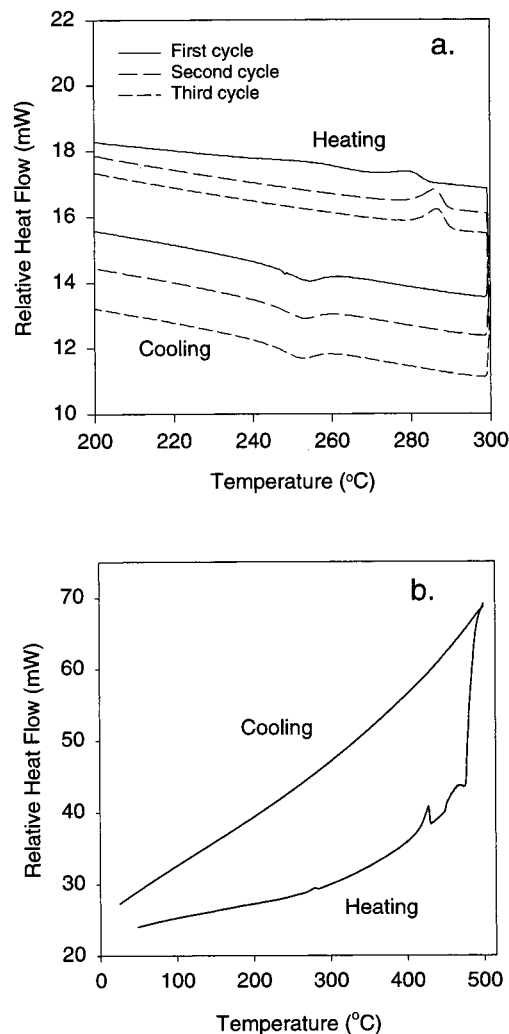 22
20
18
16
14
12
10
Relative Heat Flow (mW)
a.
First cycle
Second cycle
Third cycle
Heating
Cooling
200 220 240 260 280 300
Temperature (°C)
70
60
50
40
30
20
Relative Heat Flow (mW)
b.
Cooling
Heating
0 100 200 300 400 500
Temperature (°C)